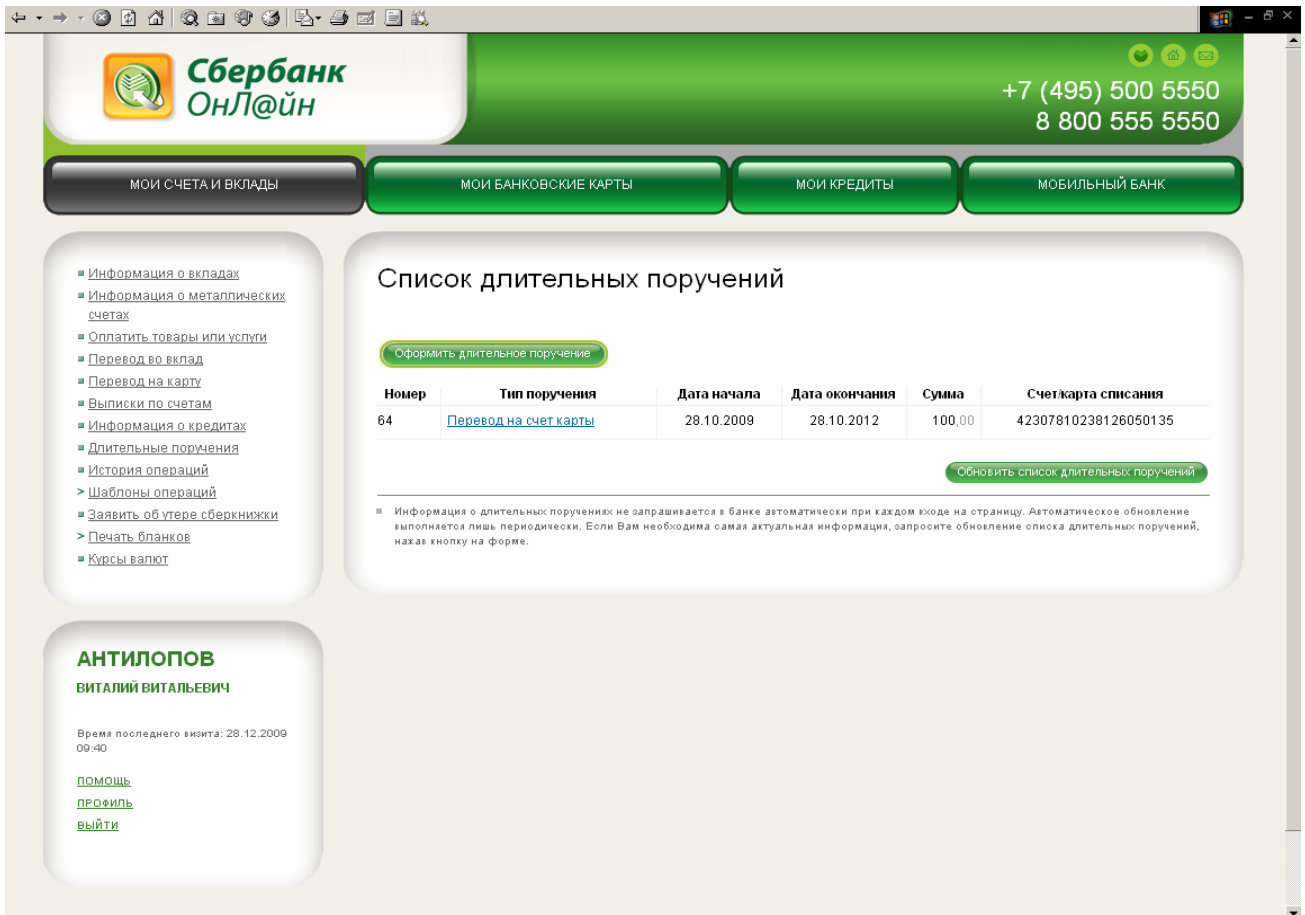 Сбербанк
ОнЛ@йн
+7 (495) 500 5550
8 800 555 5550
МОИ СЧЕТА И ВКЛАДЫ
МОИ БАНКОВСКИЕ КАРТЫ
МОИ КРЕДИТЫ
МОБИЛЬНЫЙ БАНК
Информация о вкладах
Информация о металлических
счетах
Оплатить товары или услуги
Перевод во вклад
Перевод на карту
Выписки по счетам
Информация о кредитах
Длительные поручения
История операций
> Шаблоны операций
Заявить об утере сберкнижки
> Печать бланков
Курсы валют
АНТИЛОПОВ
ВИТАЛИЙ ВИТАЛЬЕВИЧ
Время последнего визита: 28.12.2009
09:40
ПОМОЩЬ
ПРОФИЛЬ
ВЫЙТИ
Список длительных поручений
Оформить длительное поручение
Номер Тип поручения Дата начала Дата окончания Сумма Счет/карта списания
64 Перевод на счет карты 28.10.2009 28.10.2012 100,00 42307810238126050135
Обновить список длительных поручений
Информация о длительных поручениях не запрашивается в банке автоматически при каждом входе на страницу. Автоматическое обновление
выполняется лишь периодически. Если Вам необходима самая актуальная информация, запросите обновление списка длительных поручений,
нажав кнопку на форме.